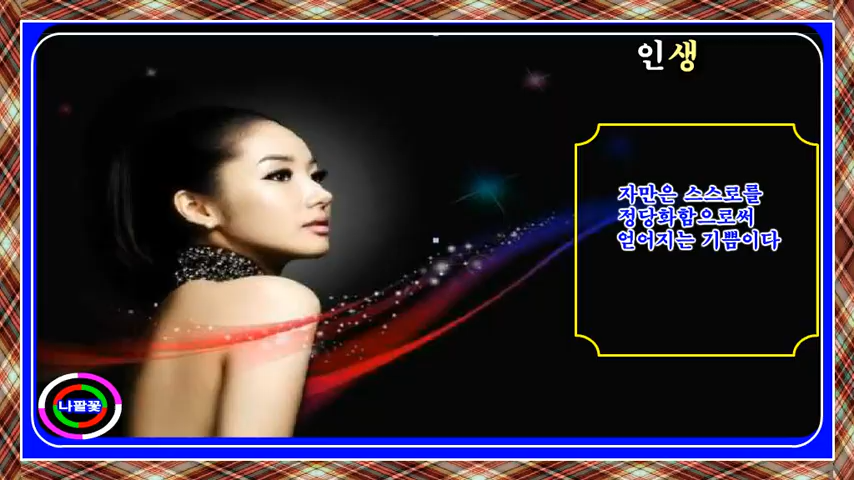 인생
자만은 스스로를
정당화함으로써
얻어지는 기쁨이다
나팔꽃